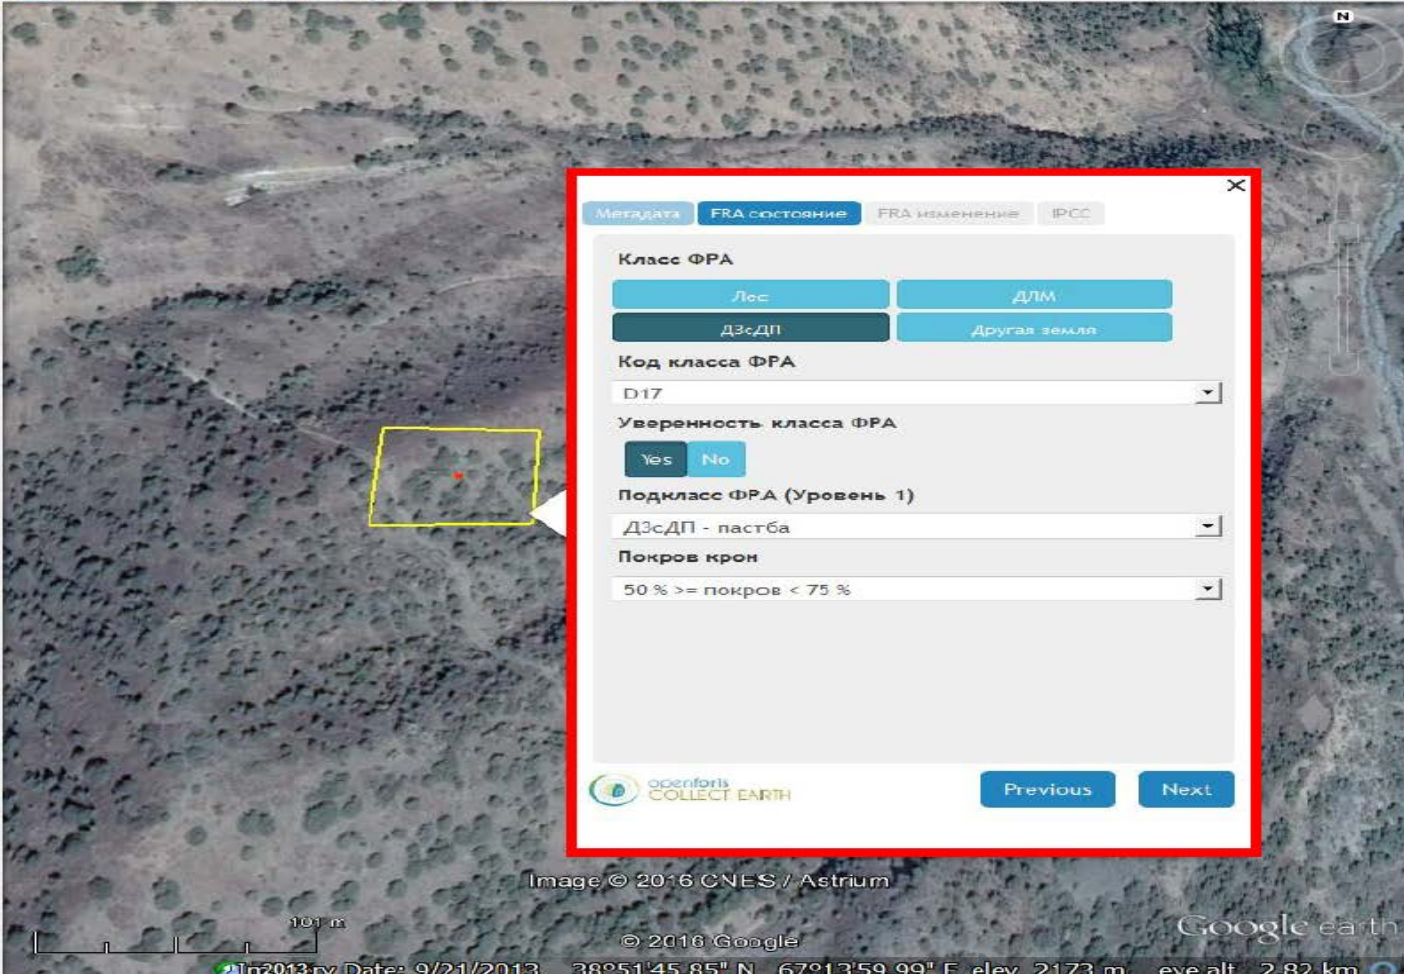 N
Метадата FRA состояние FRA изменение IPCC
Класс ФРА
Лес ДЛМ
ДЗсДП Другая земля
Код класса ФРА
D17
Уверенность класса ФРА
Yes No
Подкласс ФРА (Уровень 1)
ДЗсДП - пастба
Покров крон
50 % >= покров < 75 %
openforis
COLLECT EARTH
Previous Next
Image © 2016 CNES / Astrium
101 m
Google earth
© 2016 Google
2013 Date: 9/21/2013 38°51'45.85" N 67°13'59.99" E elev 2173 m eye alt 2.82 km